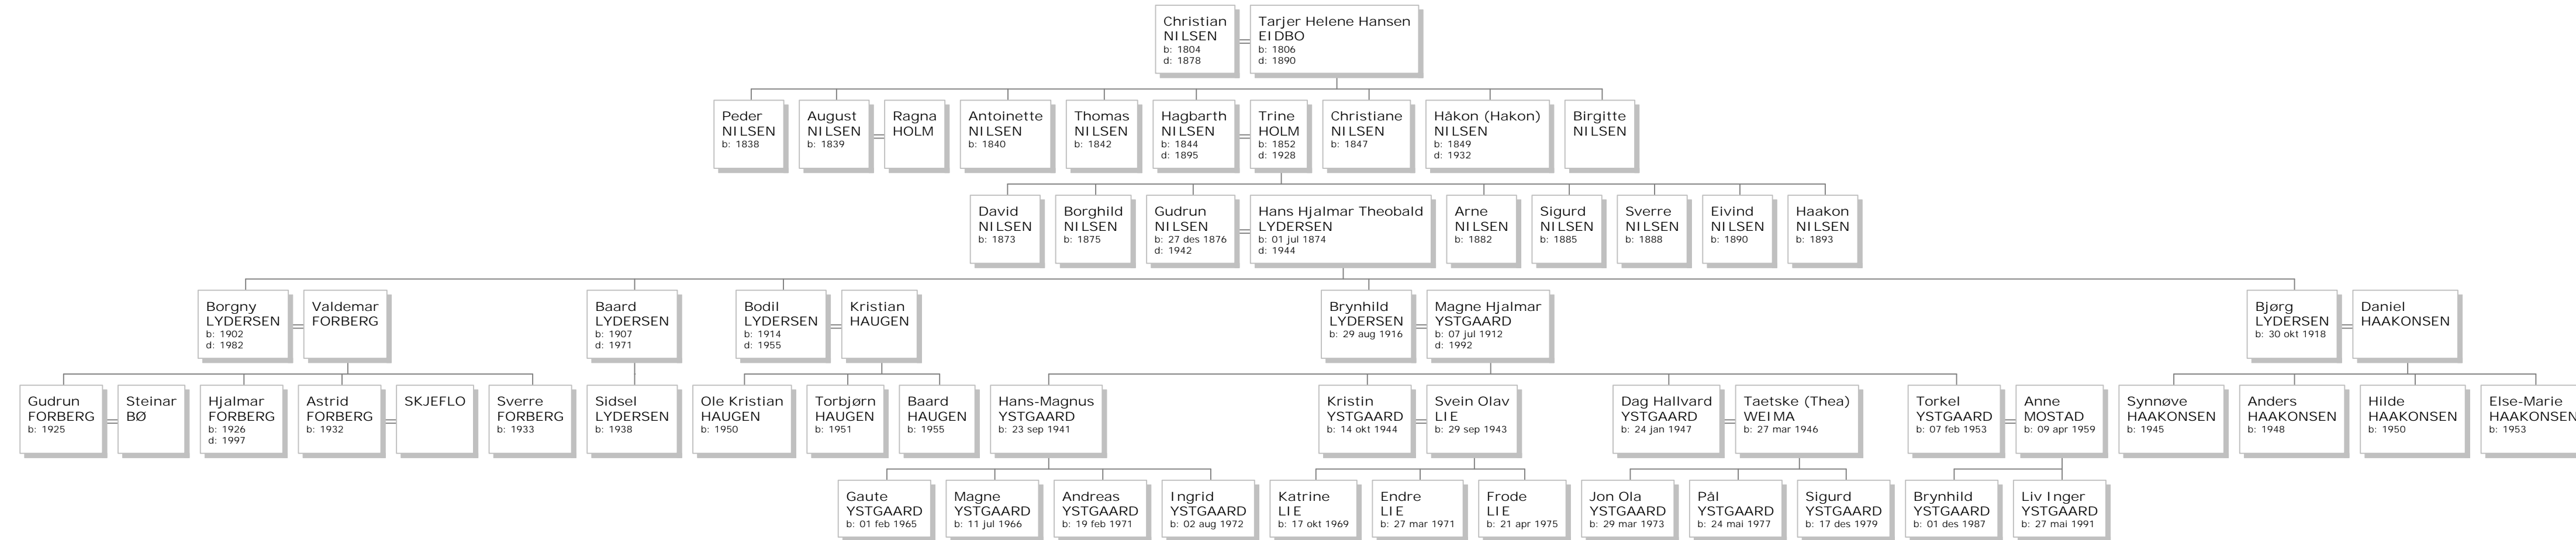 Christian
NILSEN
b: 1804
d: 1878
Tarjer Helene Hansen
EIDBO
b: 1806
d: 1890
Peder
NILSEN
b: 1838
August
NILSEN
b: 1839
Ragna
HOLM
Antoinette
NILSEN
b: 1840
Thomas
NILSEN
b: 1842
Hagbarth
NILSEN
b: 1844
d: 1895
Trine
HOLM
b: 1852
d: 1928
Christiane
NILSEN
b: 1847
Håkon (Hakon)
NILSEN
b: 1849
d: 1932
Birgitte
NILSEN
David
NILSEN
b: 1873
Borghild
NILSEN
b: 1875
Gudrun
NILSEN
b: 27 des 1876
d: 1942
Hans Hjalmar Theobald
LYDERSEN
b: 01 jul 1874
d: 1944
Arne
NILSEN
b: 1882
Sigurd
NILSEN
b: 1885
Sverre
NILSEN
b: 1888
Eivind
NILSEN
b: 1890
Haakon
NILSEN
b: 1893
Borgny
LYDERSEN
b: 1902
d: 1982
Valdemar
FORBERG
Baard
LYDERSEN
b: 1907
d: 1971
Bodil
LYDERSEN
b: 1914
d: 1955
Kristian
HAUGEN
Brynhild
LYDERSEN
b: 29 aug 1916
Magne Hjalmar
YSTGAARD
b: 07 jul 1912
d: 1992
Bjørg
LYDERSEN
b: 30 okt 1918
Daniel
HAAKONSEN
Gudrun
FORBERG
b: 1925
Steinar
BØ
Hjalmar
FORBERG
b: 1926
d: 1997
Astrid
FORBERG
b: 1932
SKJEFLO
Sverre
FORBERG
b: 1933
Sidsel
LYDERSEN
b: 1938
Ole Kristian
HAUGEN
b: 1950
Torbjørn
HAUGEN
b: 1951
Baard
HAUGEN
b: 1955
Hans-Magnus
YSTGAARD
b: 23 sep 1941
Kristin
YSTGAARD
b: 14 okt 1944
Svein Olav
LIE
b: 29 sep 1943
Dag Hallvard
YSTGAARD
b: 24 jan 1947
Taetske (Thea)
WEIMA
b: 27 mar 1946
Torkel
YSTGAARD
b: 07 feb 1953
Anne
MOSTAD
b: 09 apr 1959
Synnøve
HAAKONSEN
b: 1945
Anders
HAAKONSEN
b: 1948
Hilde
HAAKONSEN
b: 1950
Else-Marie
HAAKONSEN
b: 1953
Gaute
YSTGAARD
b: 01 feb 1965
Magne
YSTGAARD
b: 11 jul 1966
Andreas
YSTGAARD
b: 19 feb 1971
Ingrid
YSTGAARD
b: 02 aug 1972
Katrine
LIE
b: 17 okt 1969
Endre
LIE
b: 27 mar 1971
Frode
LIE
b: 21 apr 1975
Jon Ola
YSTGAARD
b: 29 mar 1973
Pål
YSTGAARD
b: 24 mai 1977
Sigurd
YSTGAARD
b: 17 des 1979
Brynhild
YSTGAARD
b: 01 des 1987
Liv Inger
YSTGAARD
b: 27 mai 1991